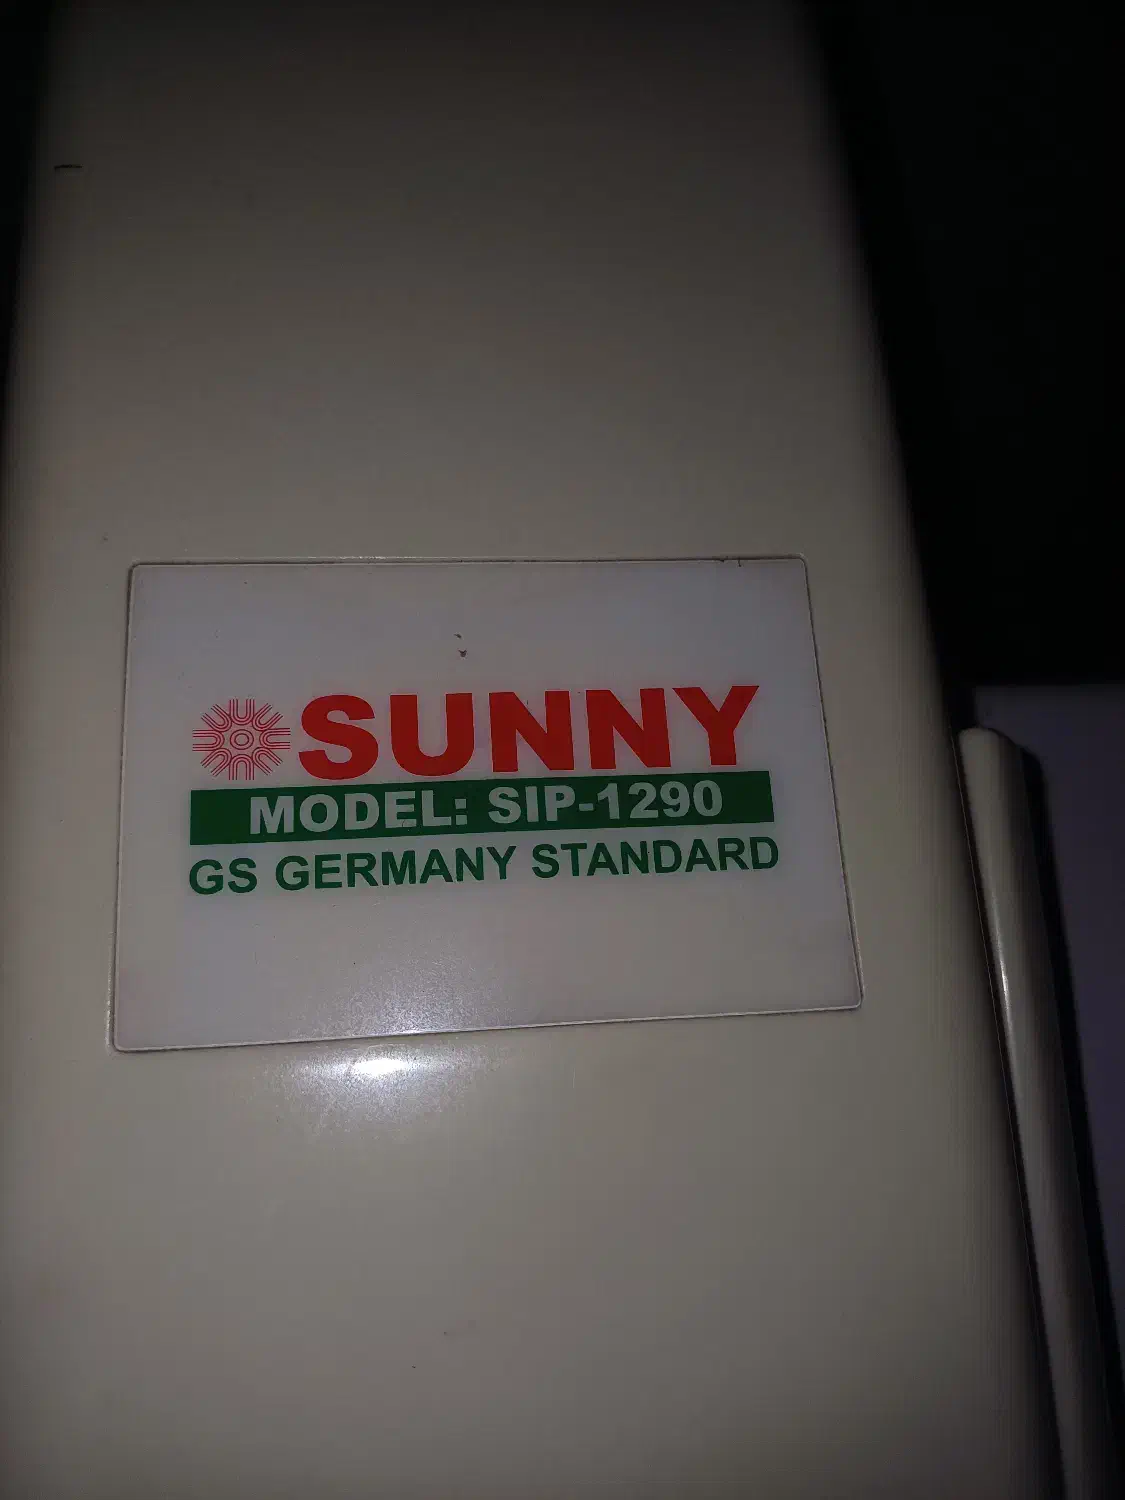 SUNNY
MODEL: SIP-1290
GS GERMANY STANDARD